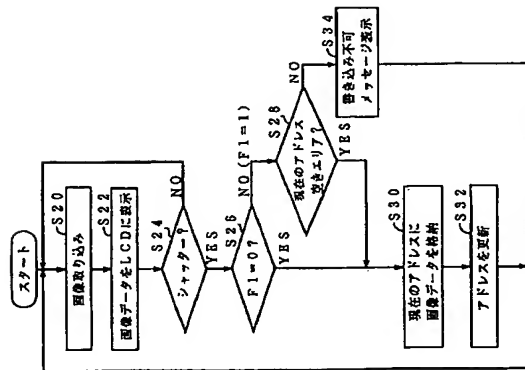 スタート
S20
画像取り込み
S22
画像データをLCDに表示
S24
シャッター?
NO
YES
S26
F1=0?
NO(F1=1)
YES
S28
現在のアドレス
空きエリア?
NO
YES
S34
書き込み不可
メッセージ表示
S30
現在のアドレスに
画像データを格納
S32
アドレスを更新